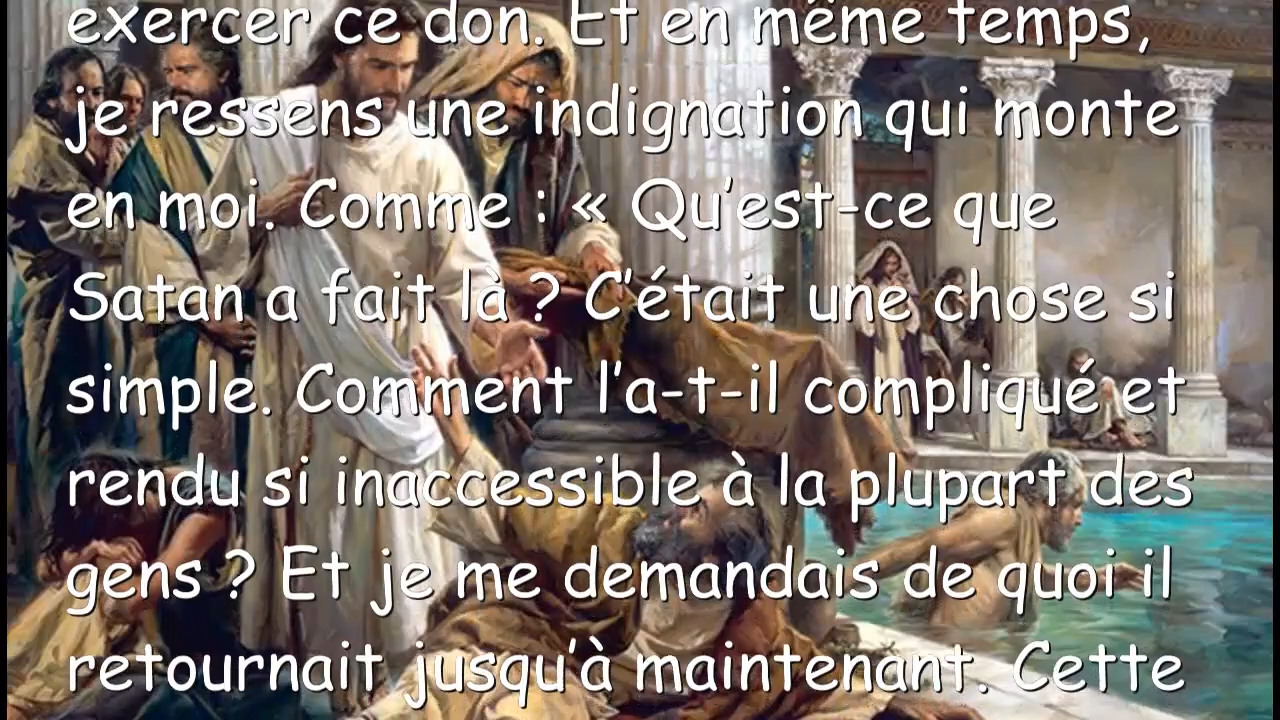 exercer ce don. Et en même temps,
je ressens une indignation qui monte
en moi. Comme : « Qu'est-ce que
Satan a fait là ? C'était une chose si
simple. Comment l'a-t-il compliqué et
rendu si inaccessible à la plupart des
gens ? Et je me demandais de quoi il
retournait jusqu'à maintenant. Cette